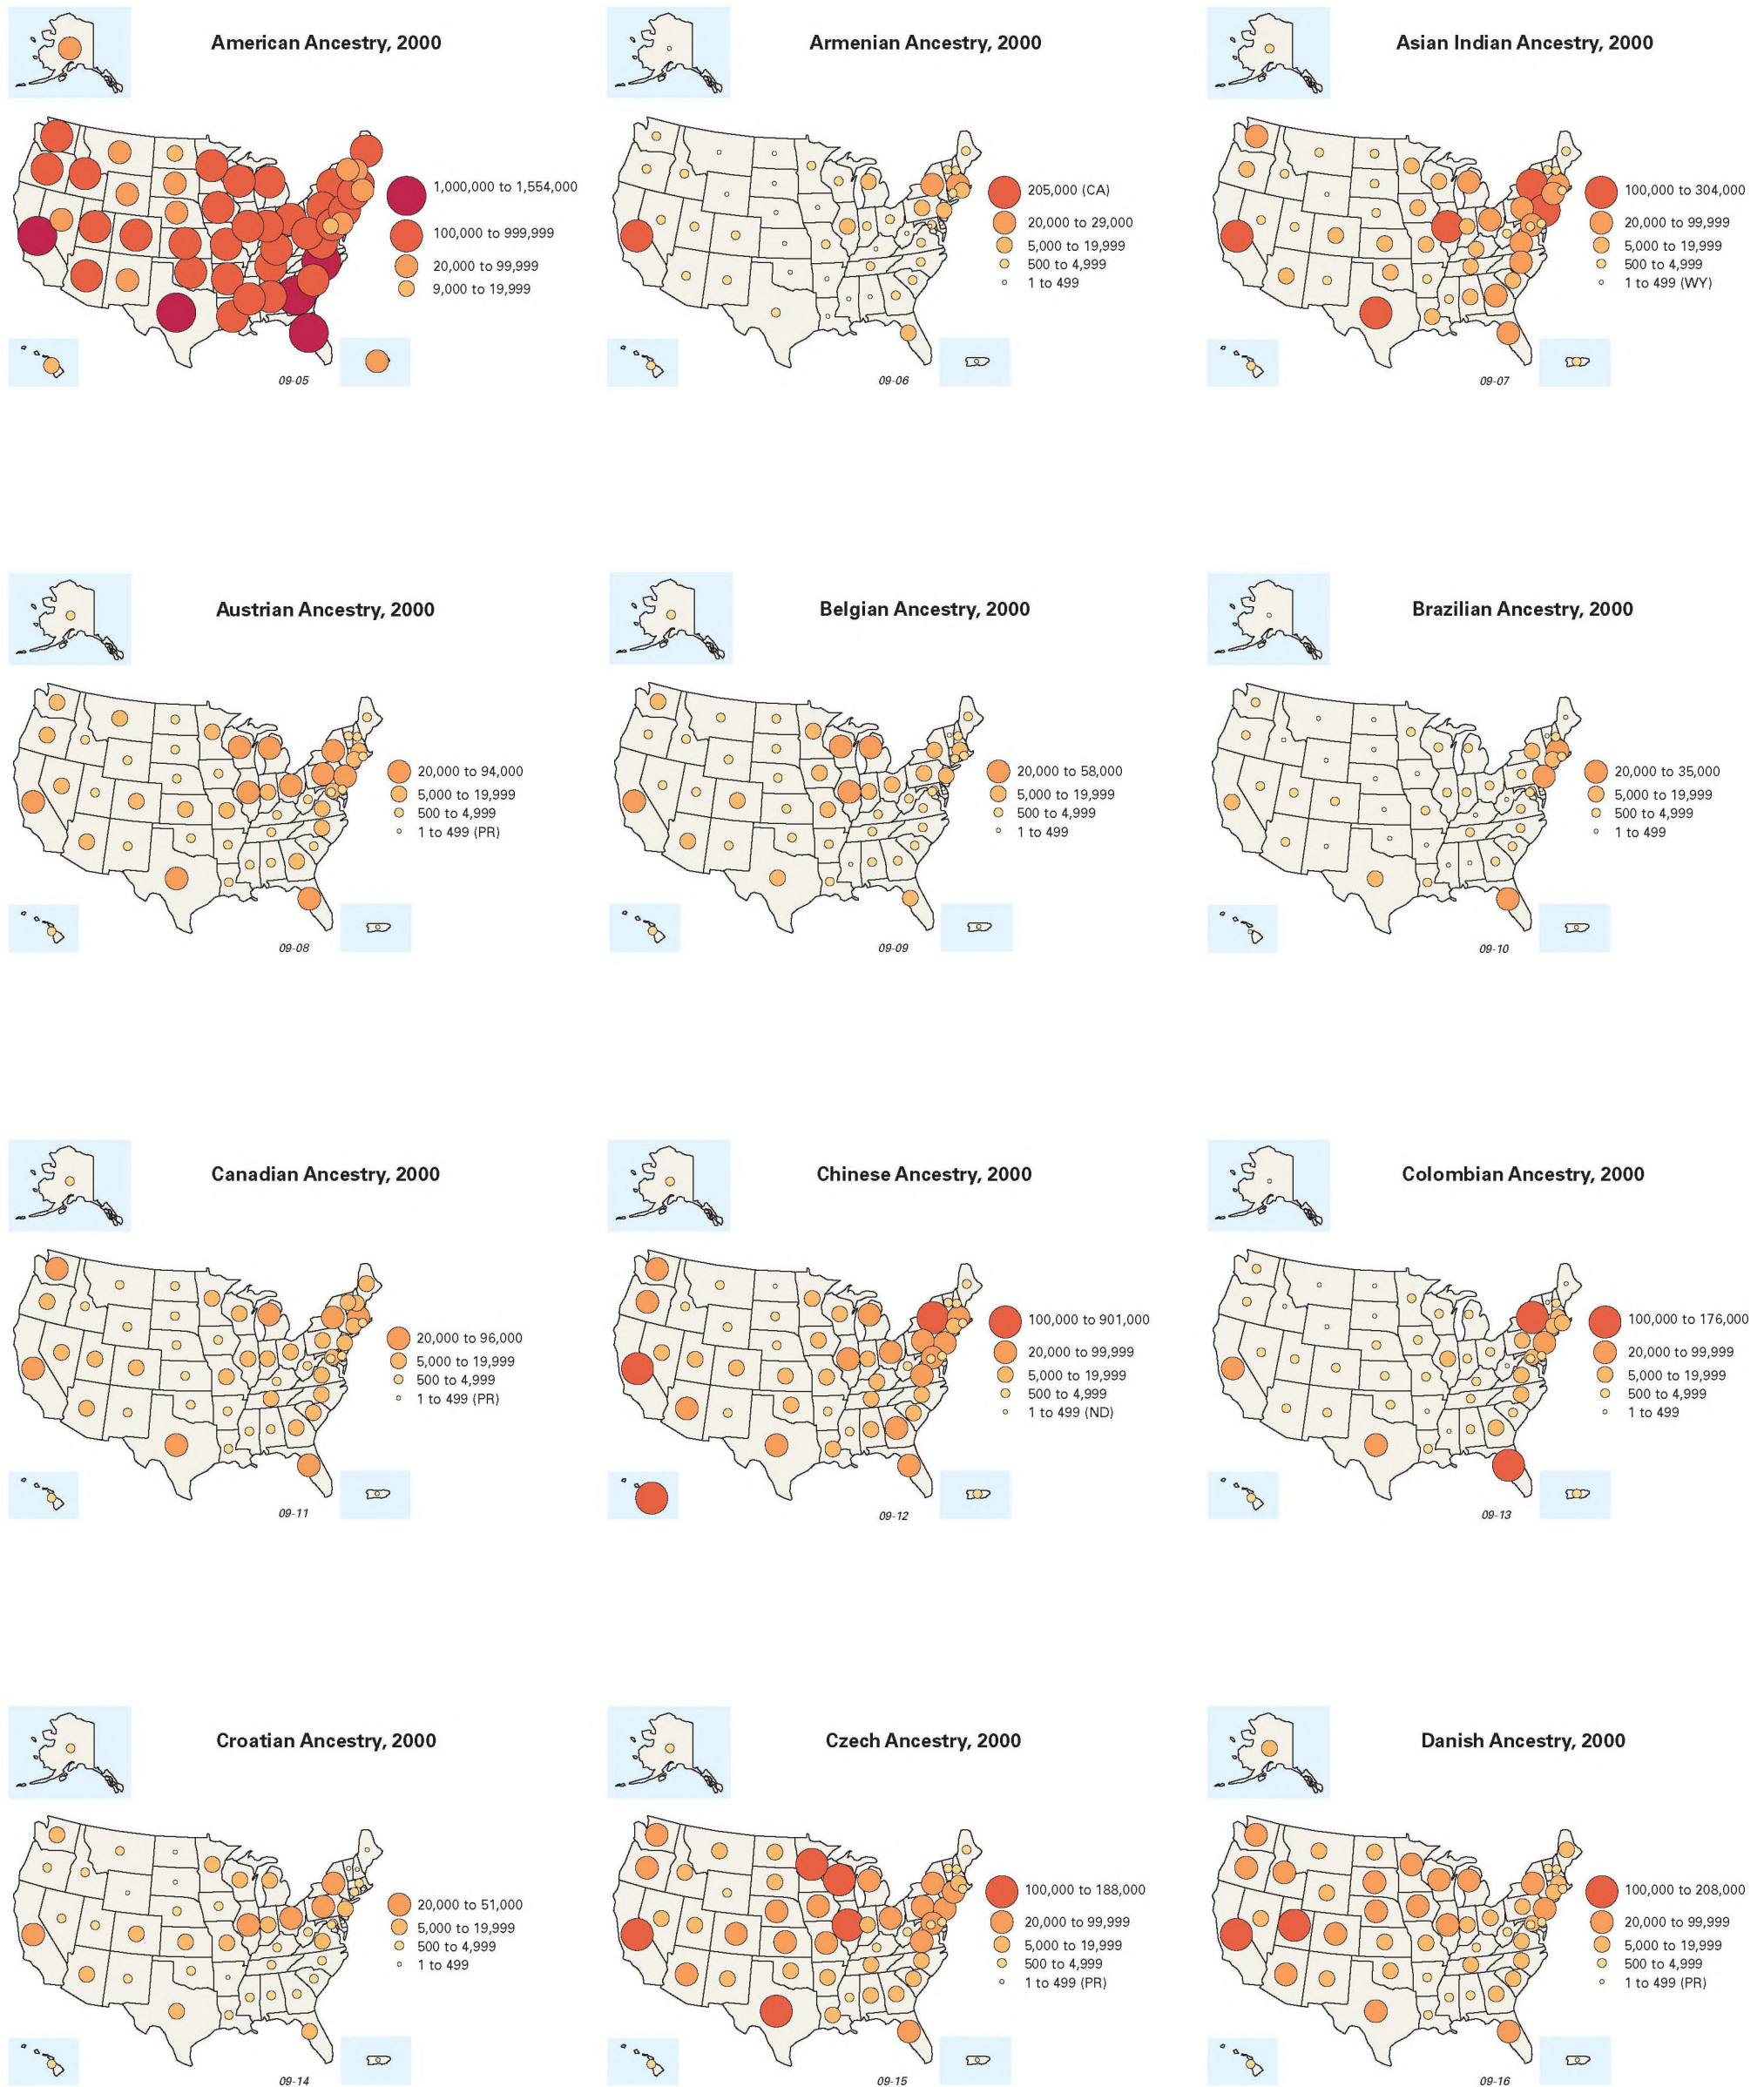 American Ancestry, 2000
1,000,000 to 1,554,000
100,000 to 999,999
20,000 to 99,999
9,000 to 19,999
09-05
Armenian Ancestry, 2000
205,000 (CA)
20,000 to 29,000
5,000 to 19,999
500 to 4,999
1 to 499
09-06
Asian Indian Ancestry, 2000
100,000 to 304,000
20,000 to 99,999
5,000 to 19,999
500 to 4,999
1 to 499 (WY)
09-07
Austrian Ancestry, 2000
20,000 to 94,000
5,000 to 19,999
500 to 4,999
1 to 499 (PR)
09-08
Belgian Ancestry, 2000
20,000 to 58,000
5,000 to 19,999
500 to 4,999
1 to 499
09-09
Brazilian Ancestry, 2000
20,000 to 35,000
5,000 to 19,999
500 to 4,999
1 to 499
09-10
Canadian Ancestry, 2000
20,000 to 96,000
5,000 to 19,999
500 to 4,999
1 to 499 (PR)
09-11
Chinese Ancestry, 2000
100,000 to 901,000
20,000 to 99,999
5,000 to 19,999
500 to 4,999
1 to 499 (ND)
09-12
Colombian Ancestry, 2000
100,000 to 176,000
20,000 to 99,999
5,000 to 19,999
500 to 4,999
1 to 499
09-13
Croatian Ancestry, 2000
20,000 to 51,000
5,000 to 19,999
500 to 4,999
1 to 499
09-14
Czech Ancestry, 2000
100,000 to 188,000
20,000 to 99,999
5,000 to 19,999
500 to 4,999
1 to 499 (PR)
09-15
Danish Ancestry, 2000
100,000 to 208,000
20,000 to 99,999
5,000 to 19,999
500 to 4,999
1 to 499 (PR)
09-16